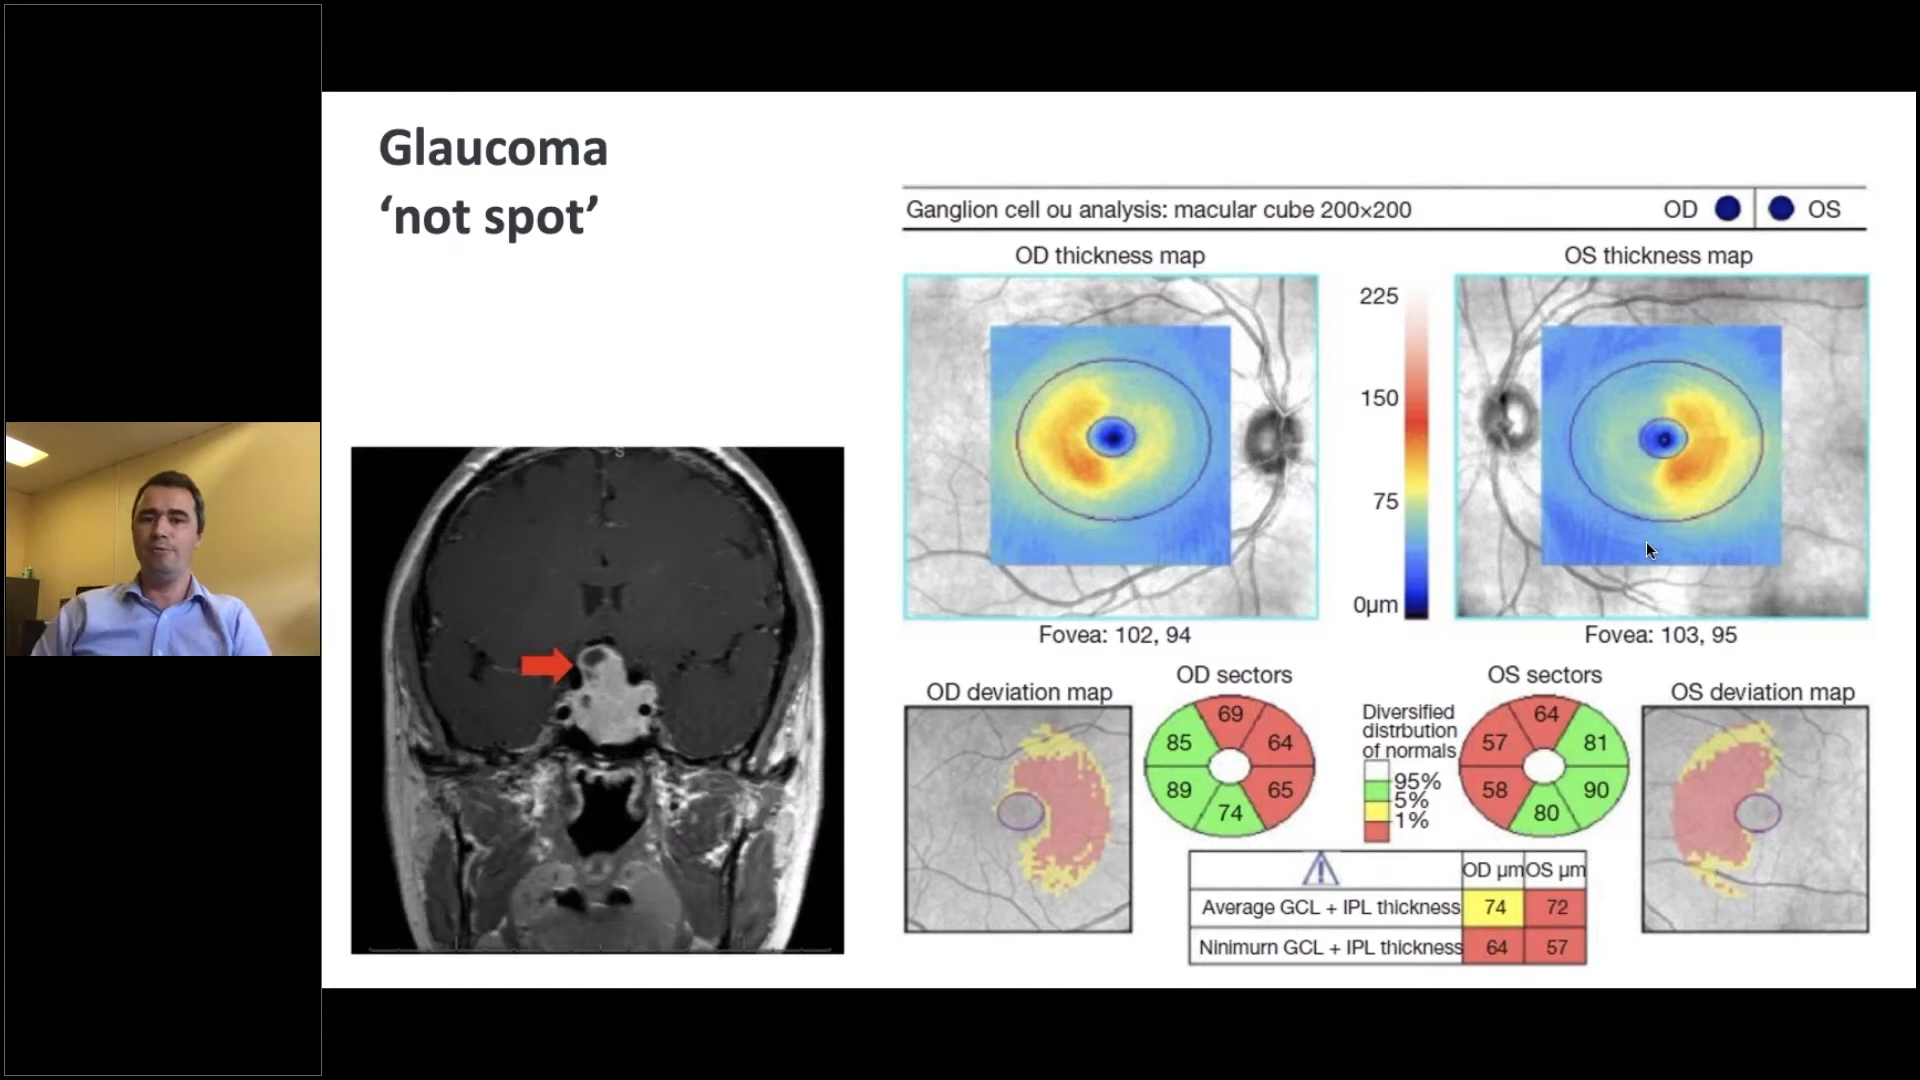 Glaucoma
‘not spot’
S
Ganglion cell ou analysis: macular cube 200×200 OD OS
OD thickness map
OS thickness map
225
150
75
0µm
Fovea: 102, 94
Fovea: 103, 95
OD deviation map
OD sectors
69
85 64
89 65
74
Diversified
distrbution
of normals
95%
5%
1%
OS sectors
64
57 81
58 90
80
OS deviation map
OD µm OS µm
Average GCL + IPL thickness 74 72
Ninimurn GCL + IPL thickness 64 57